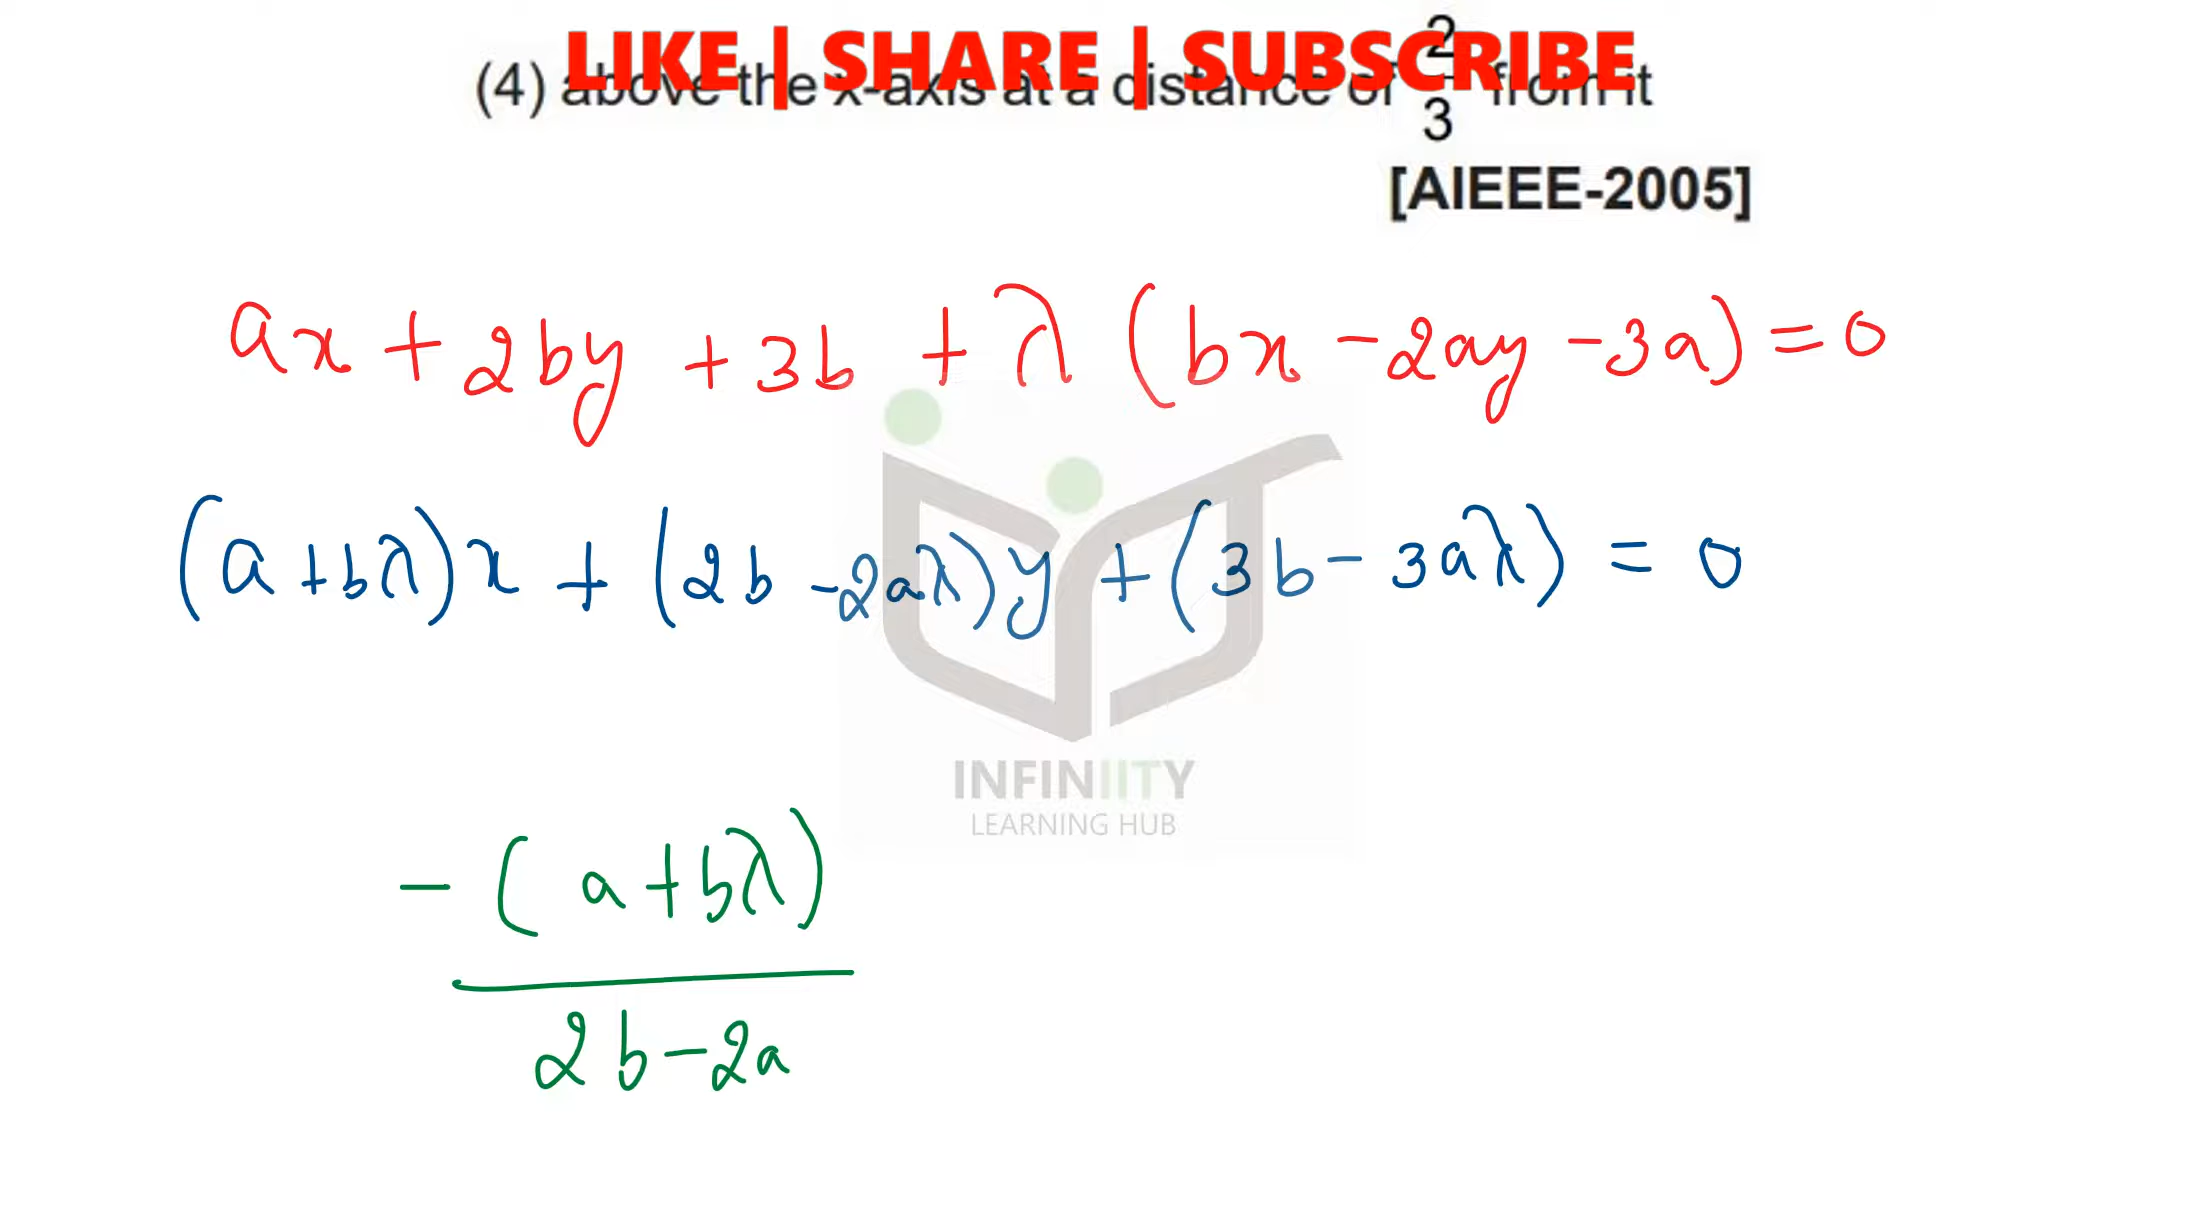 LIKE | SHARE | SUBSCRIBE
(4) above the x-axis at a distance of 2/3 from it
[AIEEE-2005]
ax + 2by + 3b + λ (bx - 2ay - 3a) = 0
(a + bλ)x + (2b - 2aλ)y + (3b - 3aλ) = 0
INFINIITY
LEARNING HUB
- (a + bλ)
2b - 2a